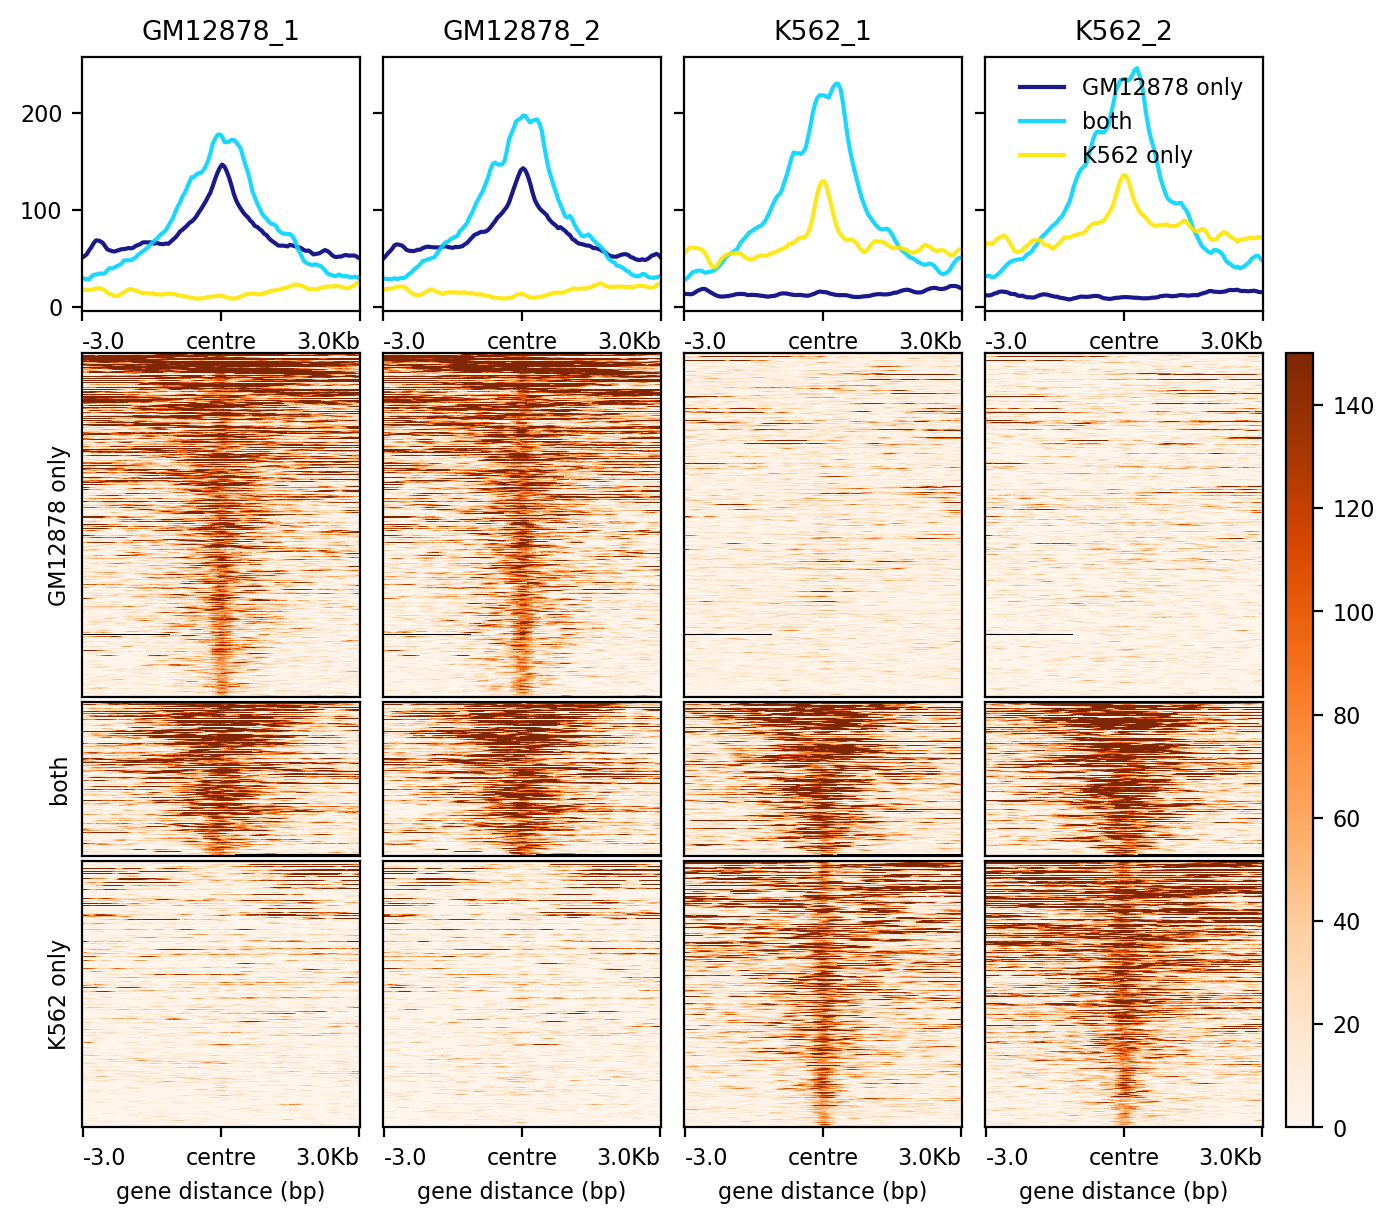 GM12878_1 GM12878_2 K562_1 K562_2
200
100
0
GM12878 only
both
K562 only
-3.0 centre 3.0Kb -3.0 centre 3.0Kb -3.0 centre 3.0Kb -3.0 centre 3.0Kb
GM12878 only
both
K562 only
140
120
100
80
60
40
20
0
-3.0 centre 3.0Kb -3.0 centre 3.0Kb -3.0 centre 3.0Kb -3.0 centre 3.0Kb
gene distance (bp) gene distance (bp) gene distance (bp) gene distance (bp)